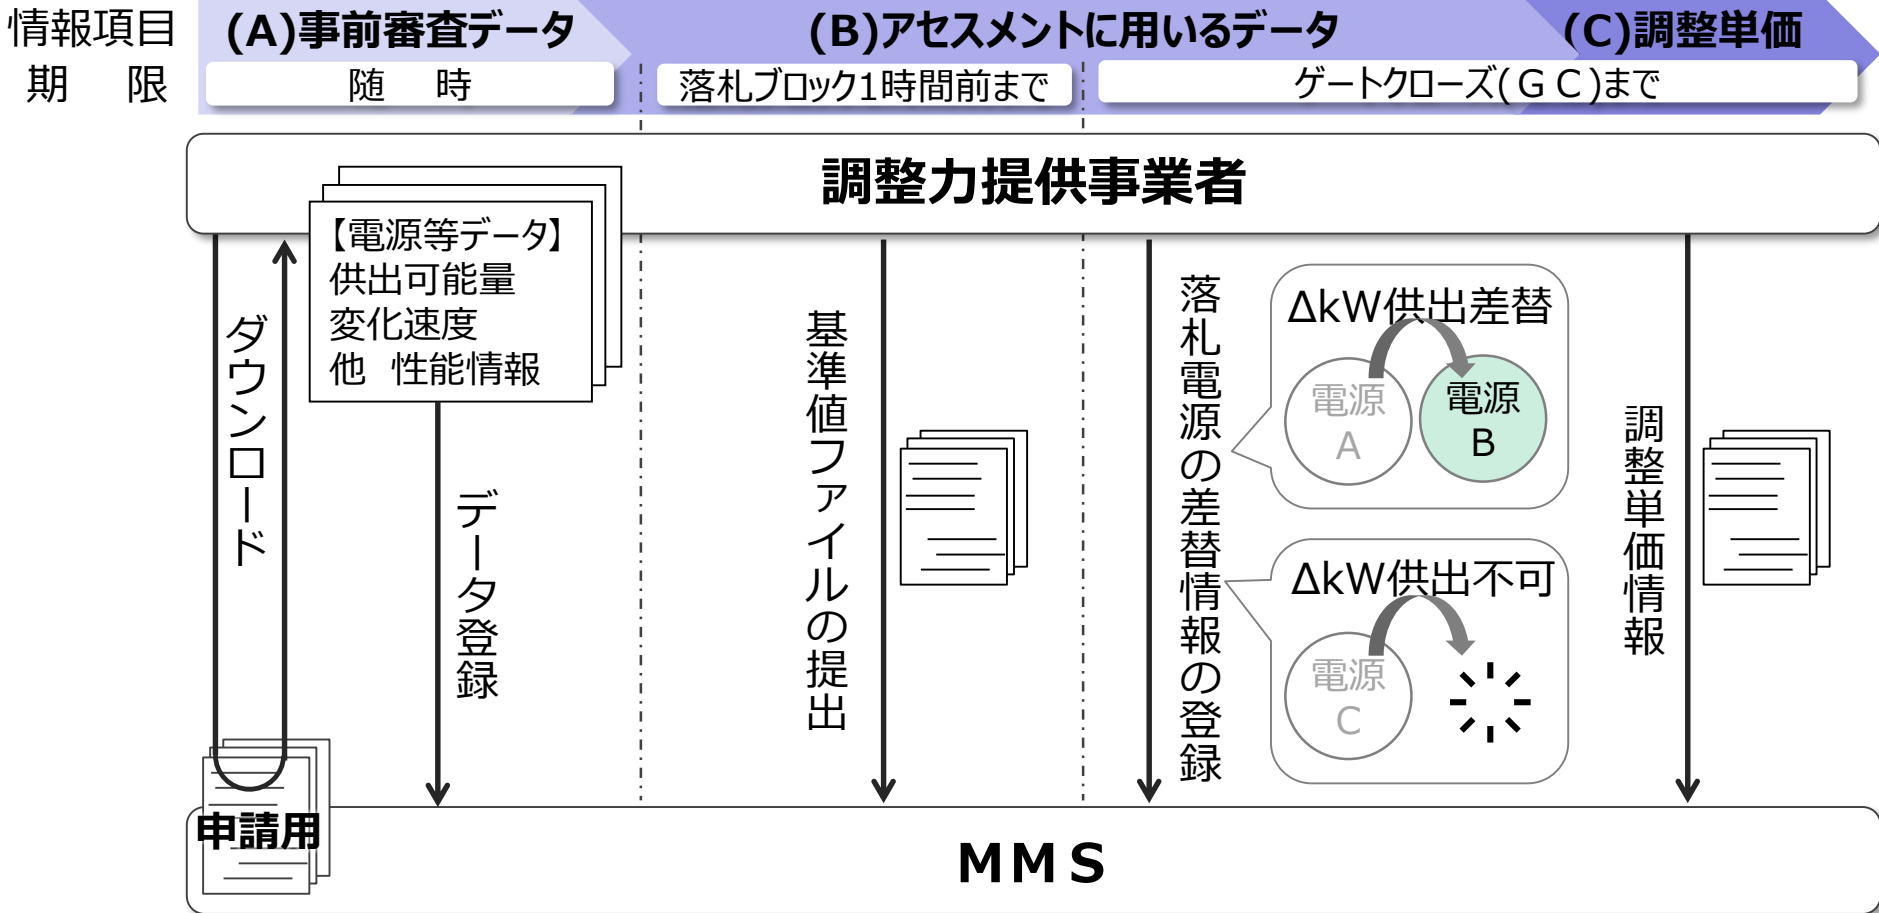 情報項目
(A)事前審査データ
(B)アセスメントに用いるデータ
(C)調整単価
期　限
随　時
落札ブロック1時間前まで
ゲートクローズ(ＧＣ)まで
調整力提供事業者
【電源等データ】
供出可能量
変化速度
他　性能情報
ダウンロード
データ登録
基準値ファイルの提出
落札電源の差替情報の登録
ΔkW供出差替
電源
A
電源
B
ΔkW供出不可
電源
C
調整単価情報
申請用
ＭＭＳ